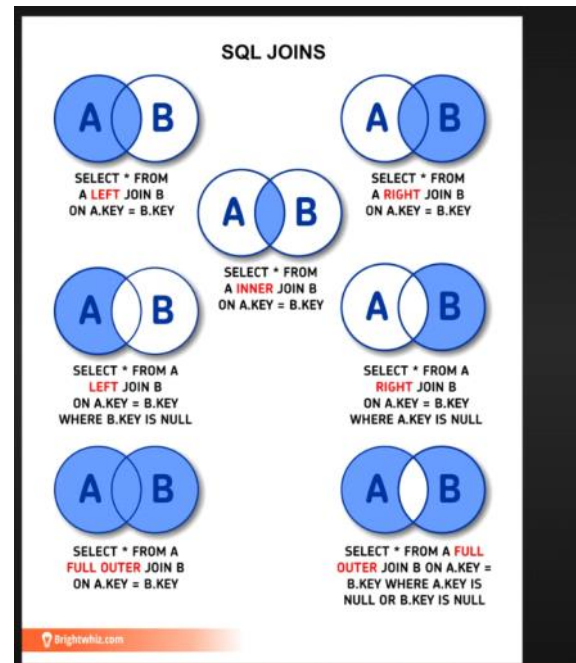 SQL JOINS
A B
SELECT * FROM
A LEFT JOIN B
ON A.KEY = B.KEY
A B
SELECT * FROM
A RIGHT JOIN B
ON A.KEY = B.KEY
A B
SELECT * FROM
A INNER JOIN B
ON A.KEY = B.KEY
A B
SELECT * FROM A
LEFT JOIN B
ON A.KEY = B.KEY
WHERE B.KEY IS NULL
A B
SELECT * FROM A
RIGHT JOIN B
ON A.KEY = B.KEY
WHERE A.KEY IS NULL
A B
SELECT * FROM A
FULL OUTER JOIN B
ON A.KEY = B.KEY
A B
SELECT * FROM A FULL
OUTER JOIN B ON A.KEY =
B.KEY WHERE A.KEY IS
NULL OR B.KEY IS NULL
Brightwhiz.com